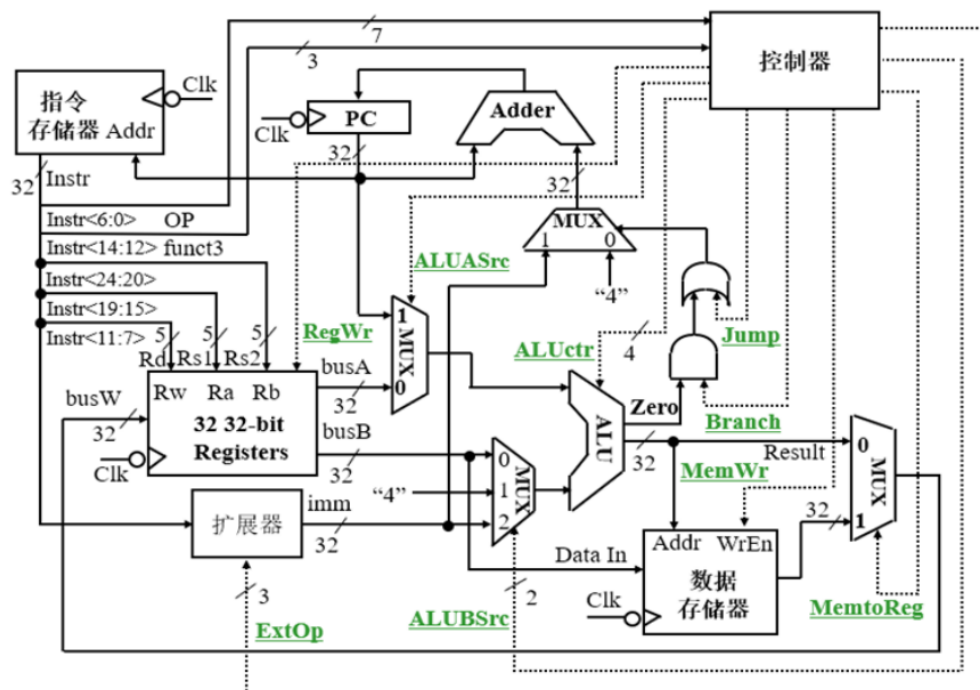 7
3
控制器
指令
存储器 Addr
Clk
Clk
PC
Adder
32
32
Instr
32
Instr<6:0> OP
MUX
1 0
Instr<14:12> funct3
ALUASrc
Instr<24:20>
"4"
Instr<19:15>
RegWr
1
MUX
0
Instr<11:7>
5
5
5
ALUctr
4
Jump
Rd
Rs1
Rs2
busA
32
busW
32
Rw Ra Rb
32 32-bit
Registers
Clk
busB
32
Zero
ALU
32
Branch
Result
0
MUX
1
MemWr
"4"
0
1
2
MUX
扩展器
imm
32
32
Addr WrEn
Data In
数据
存储器
Clk
3
ExtOp
2
ALUBSrc
MemtoReg